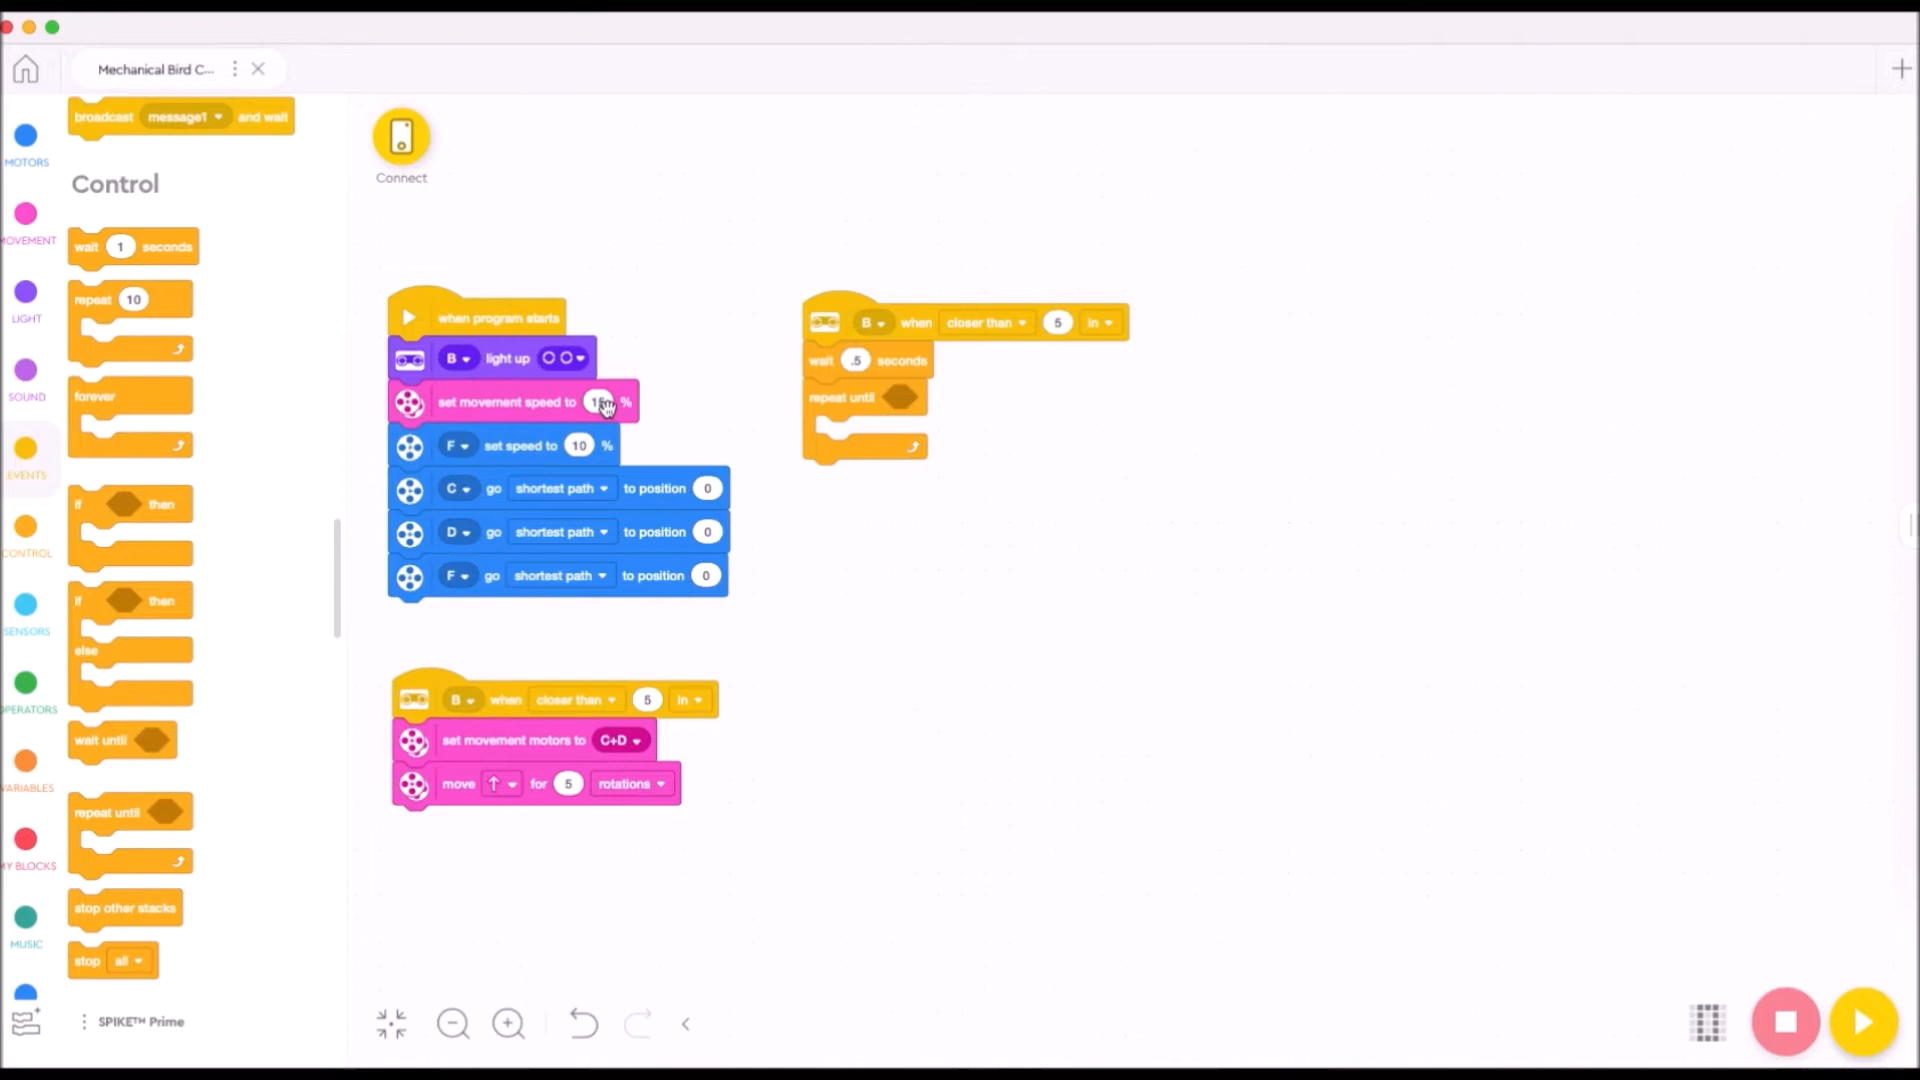 Mechanical Bird C...
MOTORS
MOVEMENT
LIGHT
SOUND
EVENTS
CONTROL
SENSORS
OPERATORS
VARIABLES
MY BLOCKS
MUSIC
broadcast message1 and wait
Control
wait 1 seconds
repeat 10
forever
if then
if then
else
wait until
repeat until
stop other stacks
stop all
SPIKE™ Prime
Connect
when program starts
B light up
set movement speed to %
F set speed to 10 %
C go shortest path to position 0
D go shortest path to position 0
F go shortest path to position 0
B when closer than 5 in
set movement motors to C+D
move for 5 rotations
B when closer than 5 in
wait .5 seconds
repeat until